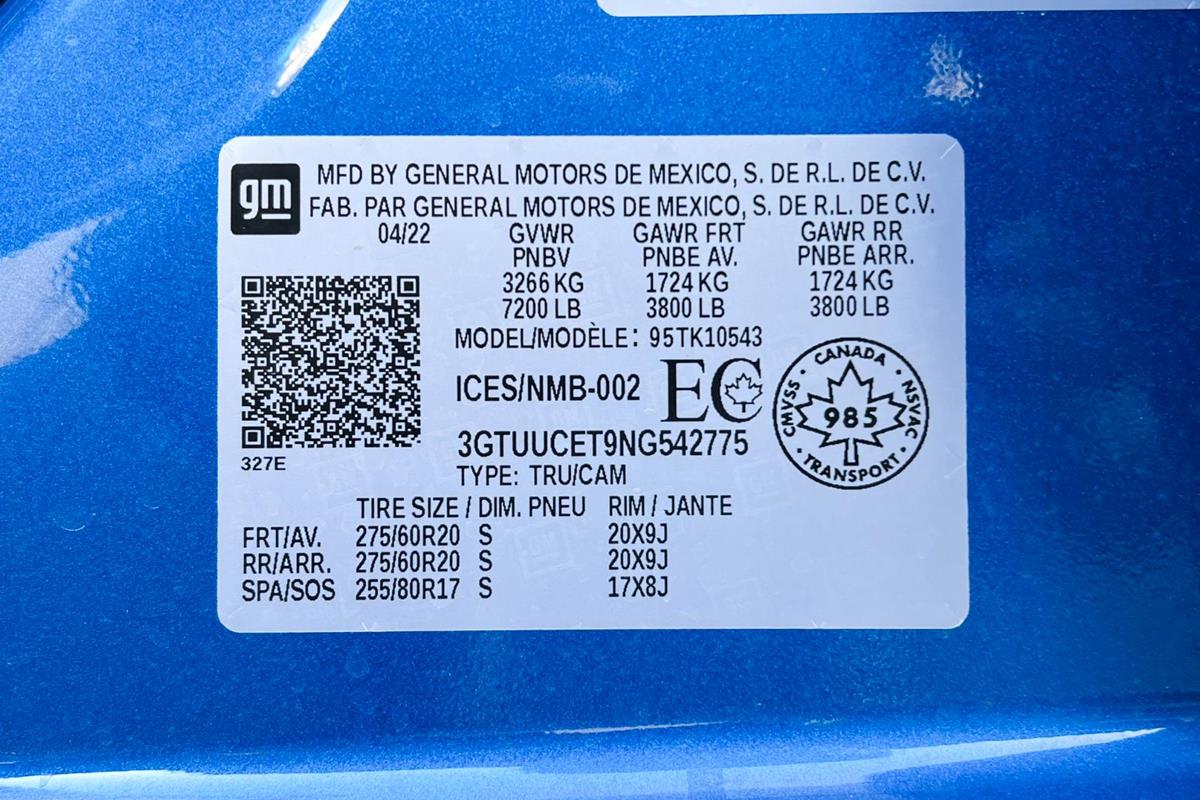 gm
MFD BY GENERAL MOTORS DE MEXICO, S. DE R.L. DE C.V.
FAB. PAR GENERAL MOTORS DE MEXICO, S. DE R.L. DE C.V.
04/22 GVWR GAWR FRT GAWR RR
PNBV PNBE AV. PNBE ARR.
3266 KG 1724 KG 1724 KG
7200 LB 3800 LB 3800 LB
MODEL/MODÈLE: 95TK10543
ICES/NMB-002 EC
CANADA
CMVSS 985 NSVAC
TRANSPORT
3GTUUCET9NG542775
327E
TYPE: TRU/CAM
TIRE SIZE / DIM. PNEU RIM / JANTE
FRT/AV. 275/60R20 S 20X9J
RR/ARR. 275/60R20 S 20X9J
SPA/SOS 255/80R17 S 17X8J